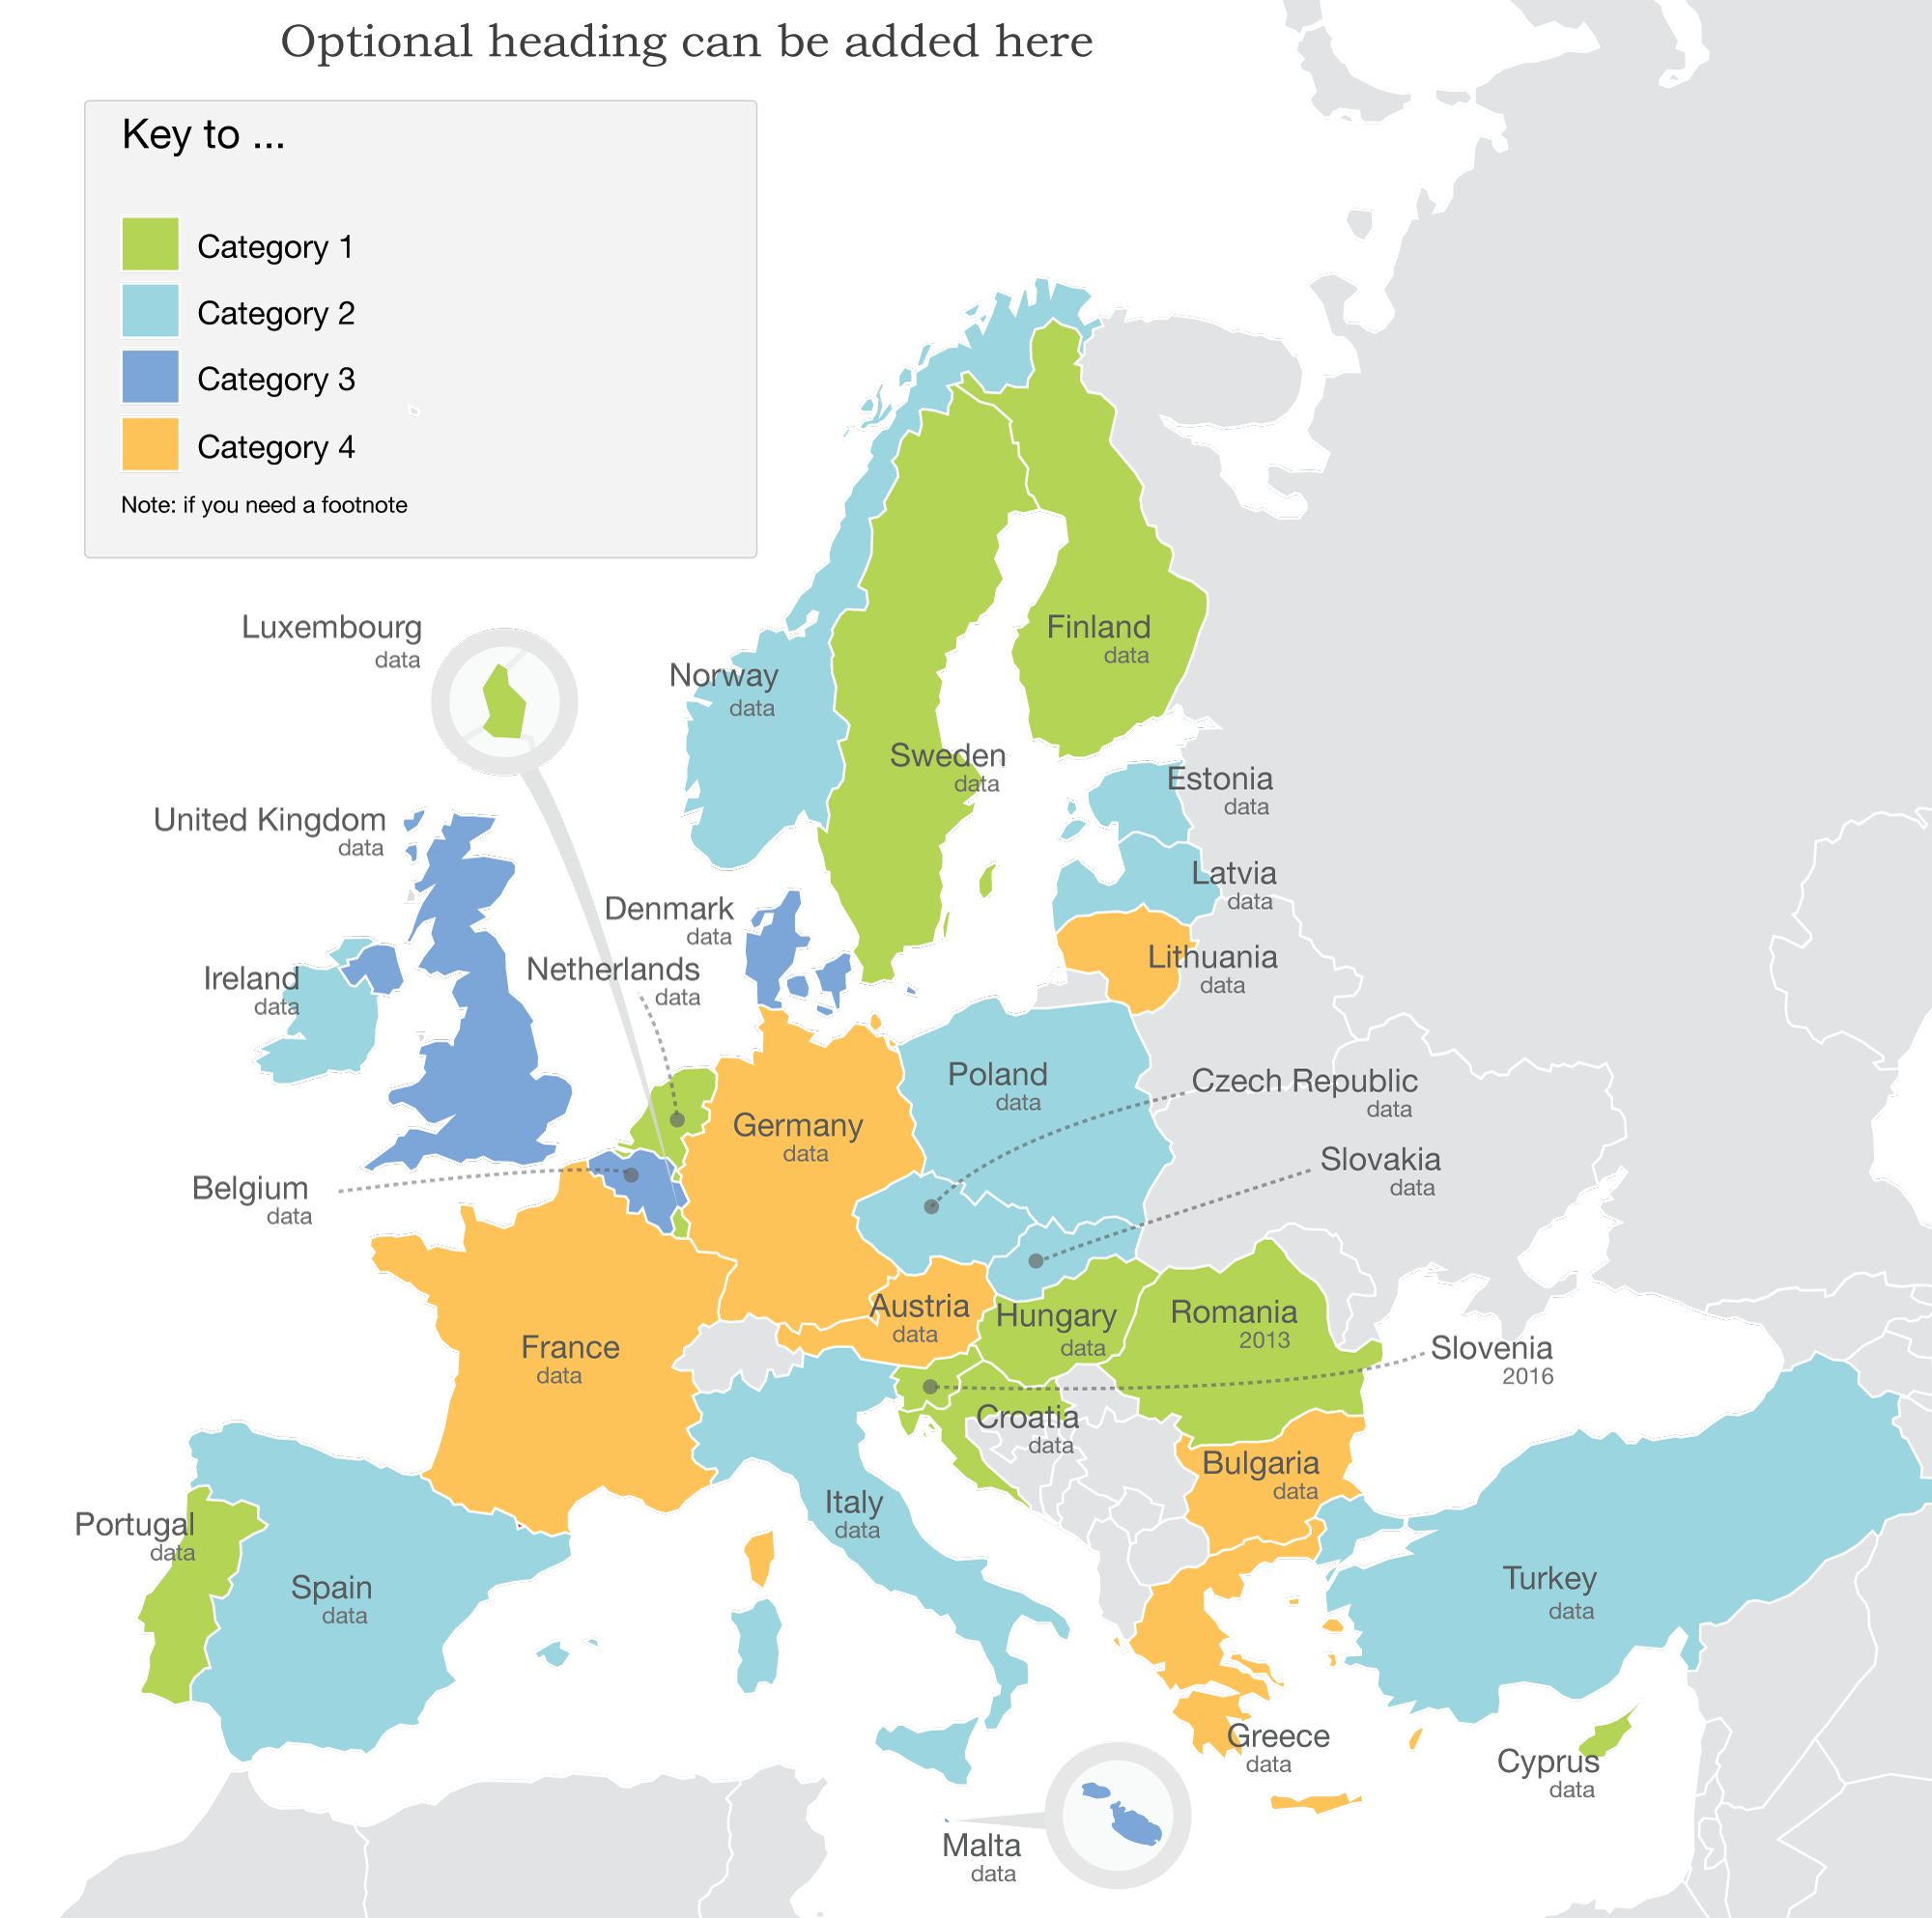 Optional heading can be added here
Key to ...
Category 1
Category 2
Category 3
Category 4
Note: if you need a footnote
Luxembourg
data
Finland
data
Norway
data
Sweden
data
Estonia
data
United Kingdom
data
Latvia
data
Denmark
data
Netherlands
data
Lithuania
data
Ireland
data
Poland
data
Czech Republic
data
Germany
data
Slovakia
data
Belgium
data
Austria
data
Hungary
data
Romania
2013
France
data
Slovenia
2016
Croatia
data
Bulgaria
data
Italy
data
Portugal
data
Spain
data
Turkey
data
Greece
data
Cyprus
data
Malta
data